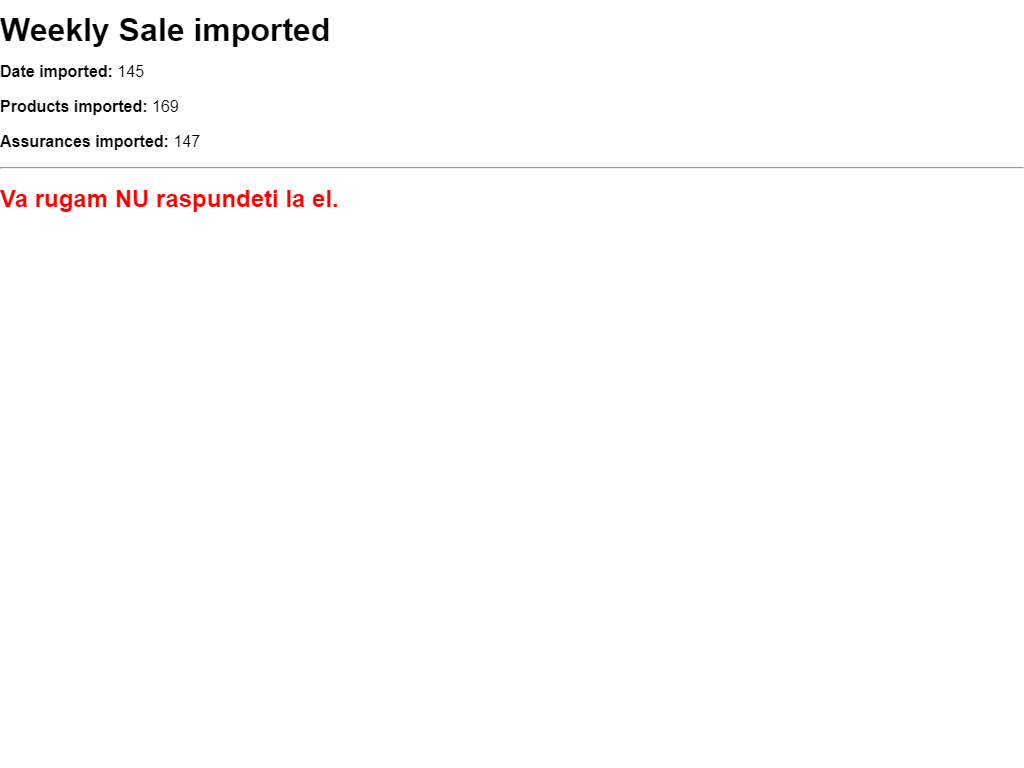 Weekly Sale imported
Date imported: 145
Products imported: 169
Assurances imported: 147
Va rugam NU raspundeti la el.